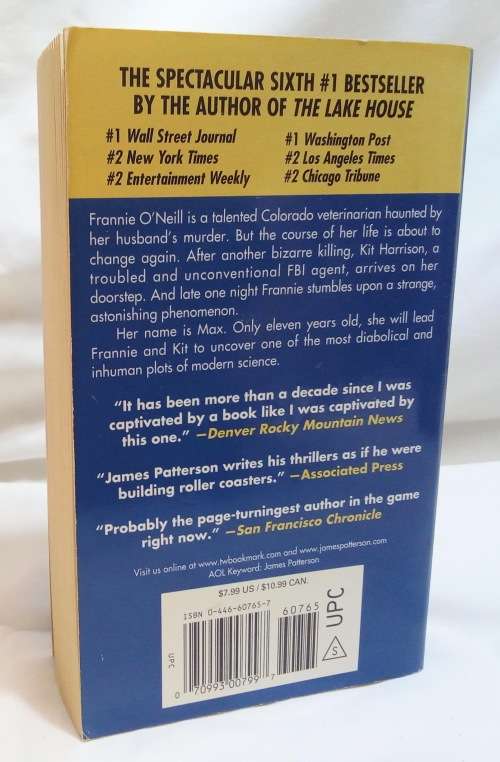 THE SPECTACULAR SIXTH #1 BESTSELLER
BY THE AUTHOR OF THE LAKE HOUSE
#1 Wall Street Journal
#2 New York Times
#2 Entertainment Weekly
#1 Washington Post
#2 Los Angeles Times
#2 Chicago Tribune
Frannie O'Neill is a talented Colorado veterinarian haunted by
her husband's murder. But the course of her life is about to
change again. After another bizarre killing, Kit Harrison, a
troubled and unconventional FBI agent, arrives on her
doorstep. And late one night Frannie stumbles upon a strange,
astonishing phenomenon.
Her name is Max. Only eleven years old, she will lead
Frannie and Kit to uncover one of the most diabolical and
inhuman plots of modern science.
"It has been more than a decade since I was
captivated by a book like I was captivated by
this one." —Denver Rocky Mountain News
"James Patterson writes his thrillers as if he were
building roller coasters." —Associated Press
"Probably the page-turningest author in the game
right now." —San Francisco Chronicle
Visit us online at www.twbookmark.com and www.jamespatterson.com
AOL Keyword: James Patterson
$7.99 US / $10.99 CAN.
ISBN 0-446-60765-7
60765
UPC
S
UPC
0 70993 00799 7